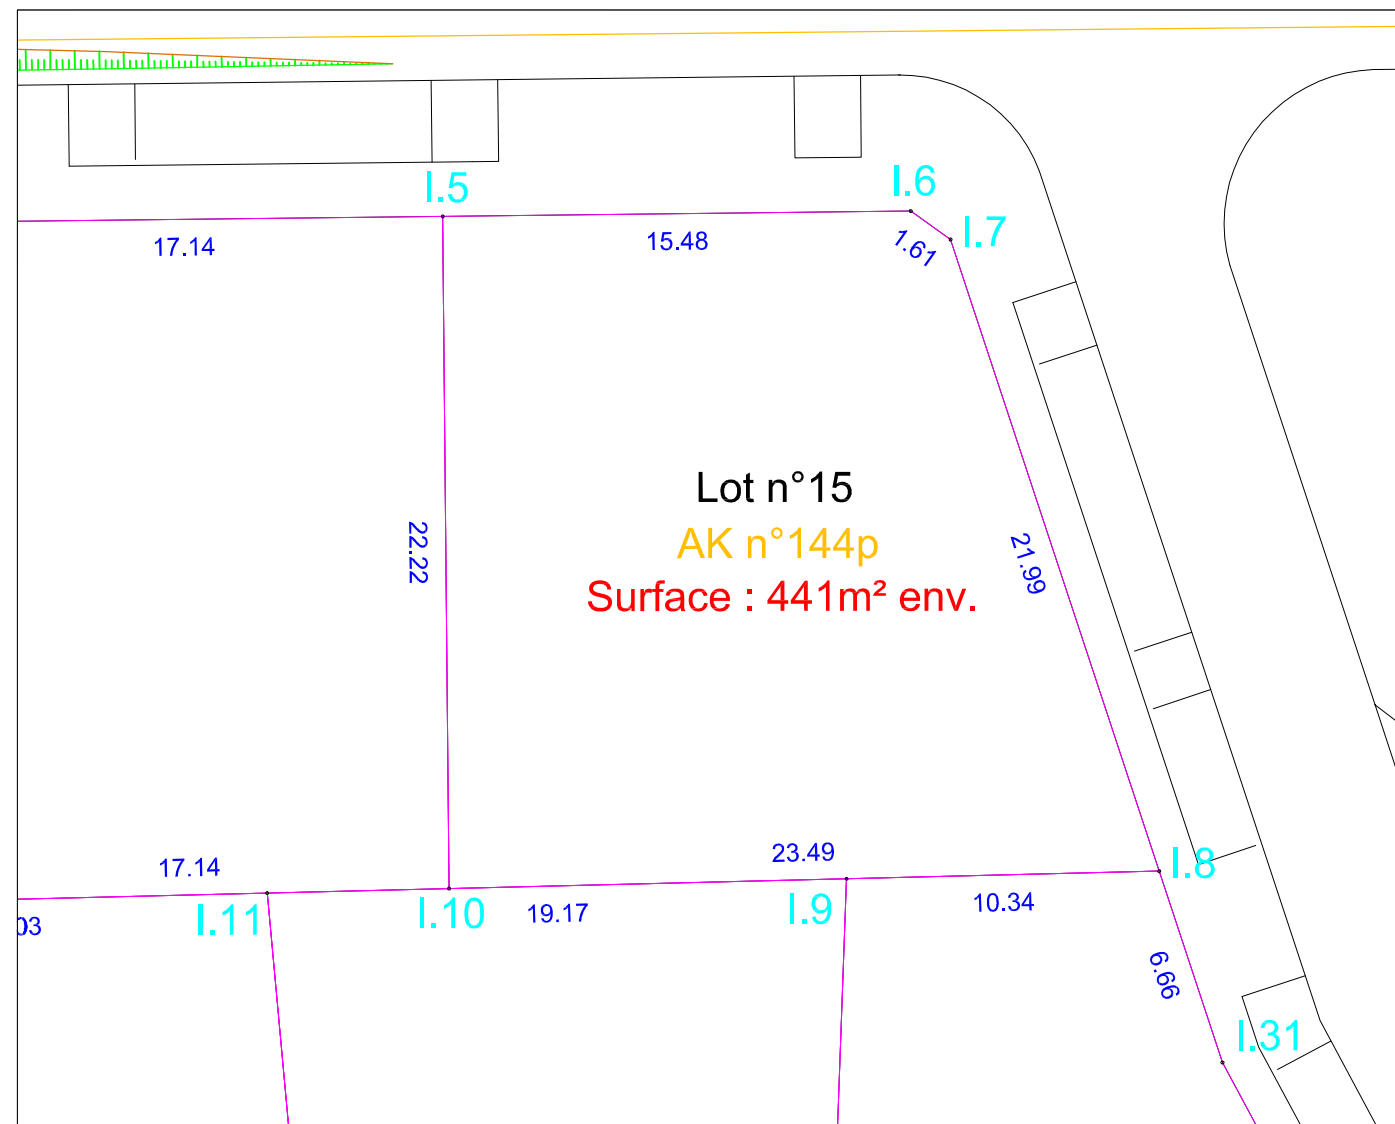 I.5
I.6
I.7
17.14
15.48
1.61
Lot n°15
AK n°144p
Surface : 441m² env.
22.22
21.99
17.14
23.49
I.8
I.11
I.10
19.17
I.9
10.34
03
6.66
I.31